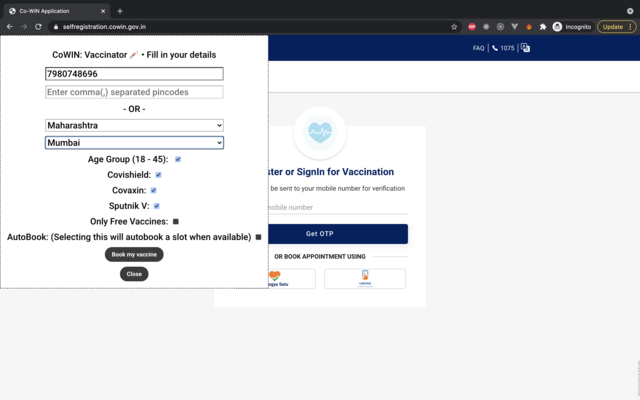 Co-WIN Application
selfregistration.cowin.gov.in
Incognito
Update
CoWIN: Vaccinator 💉 • Fill in your details
7980748696
Enter comma(,) separated pincodes
- OR -
Maharashtra
Mumbai
Age Group (18 - 45):
Covishield:
Covaxin:
Sputnik V:
Only Free Vaccines:
AutoBook: (Selecting this will autobook a slot when available)
Book my vaccine
Close
FAQ
1075
ster or SignIn for Vaccination
be sent to your mobile number for verification
mobile number
Get OTP
OR BOOK APPOINTMENT USING
ogya Setu